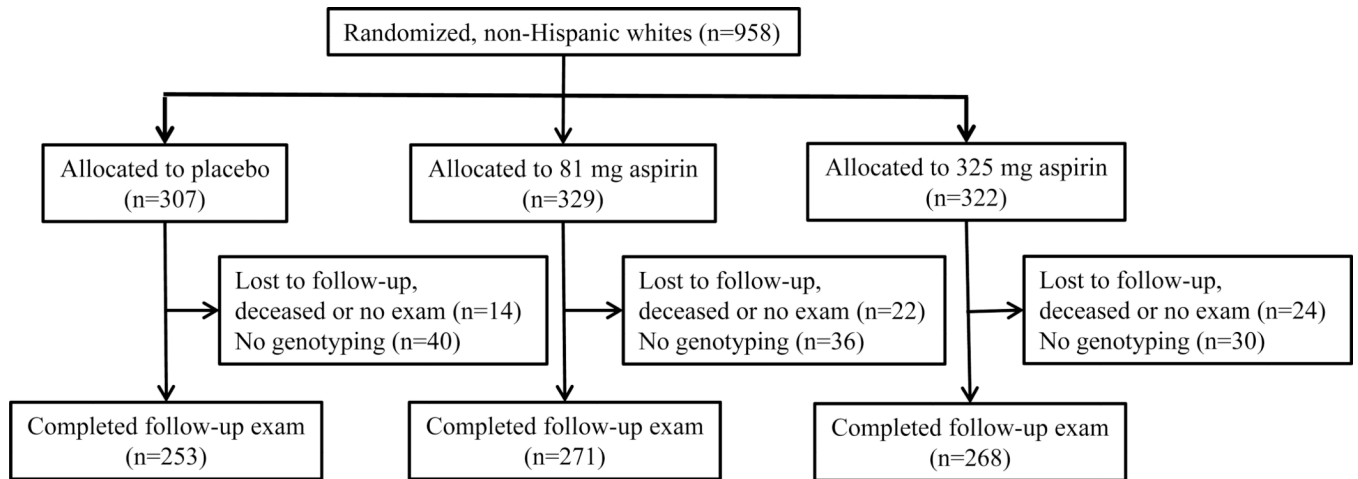 Randomized, non-Hispanic whites (n=958)
Allocated to placebo
(n=307)
Allocated to 81 mg aspirin
(n=329)
Allocated to 325 mg aspirin
(n=322)
Lost to follow-up,
deceased or no exam (n=14)
No genotyping (n=40)
Lost to follow-up,
deceased or no exam (n=22)
No genotyping (n=36)
Lost to follow-up,
deceased or no exam (n=24)
No genotyping (n=30)
Completed follow-up exam
(n=253)
Completed follow-up exam
(n=271)
Completed follow-up exam
(n=268)